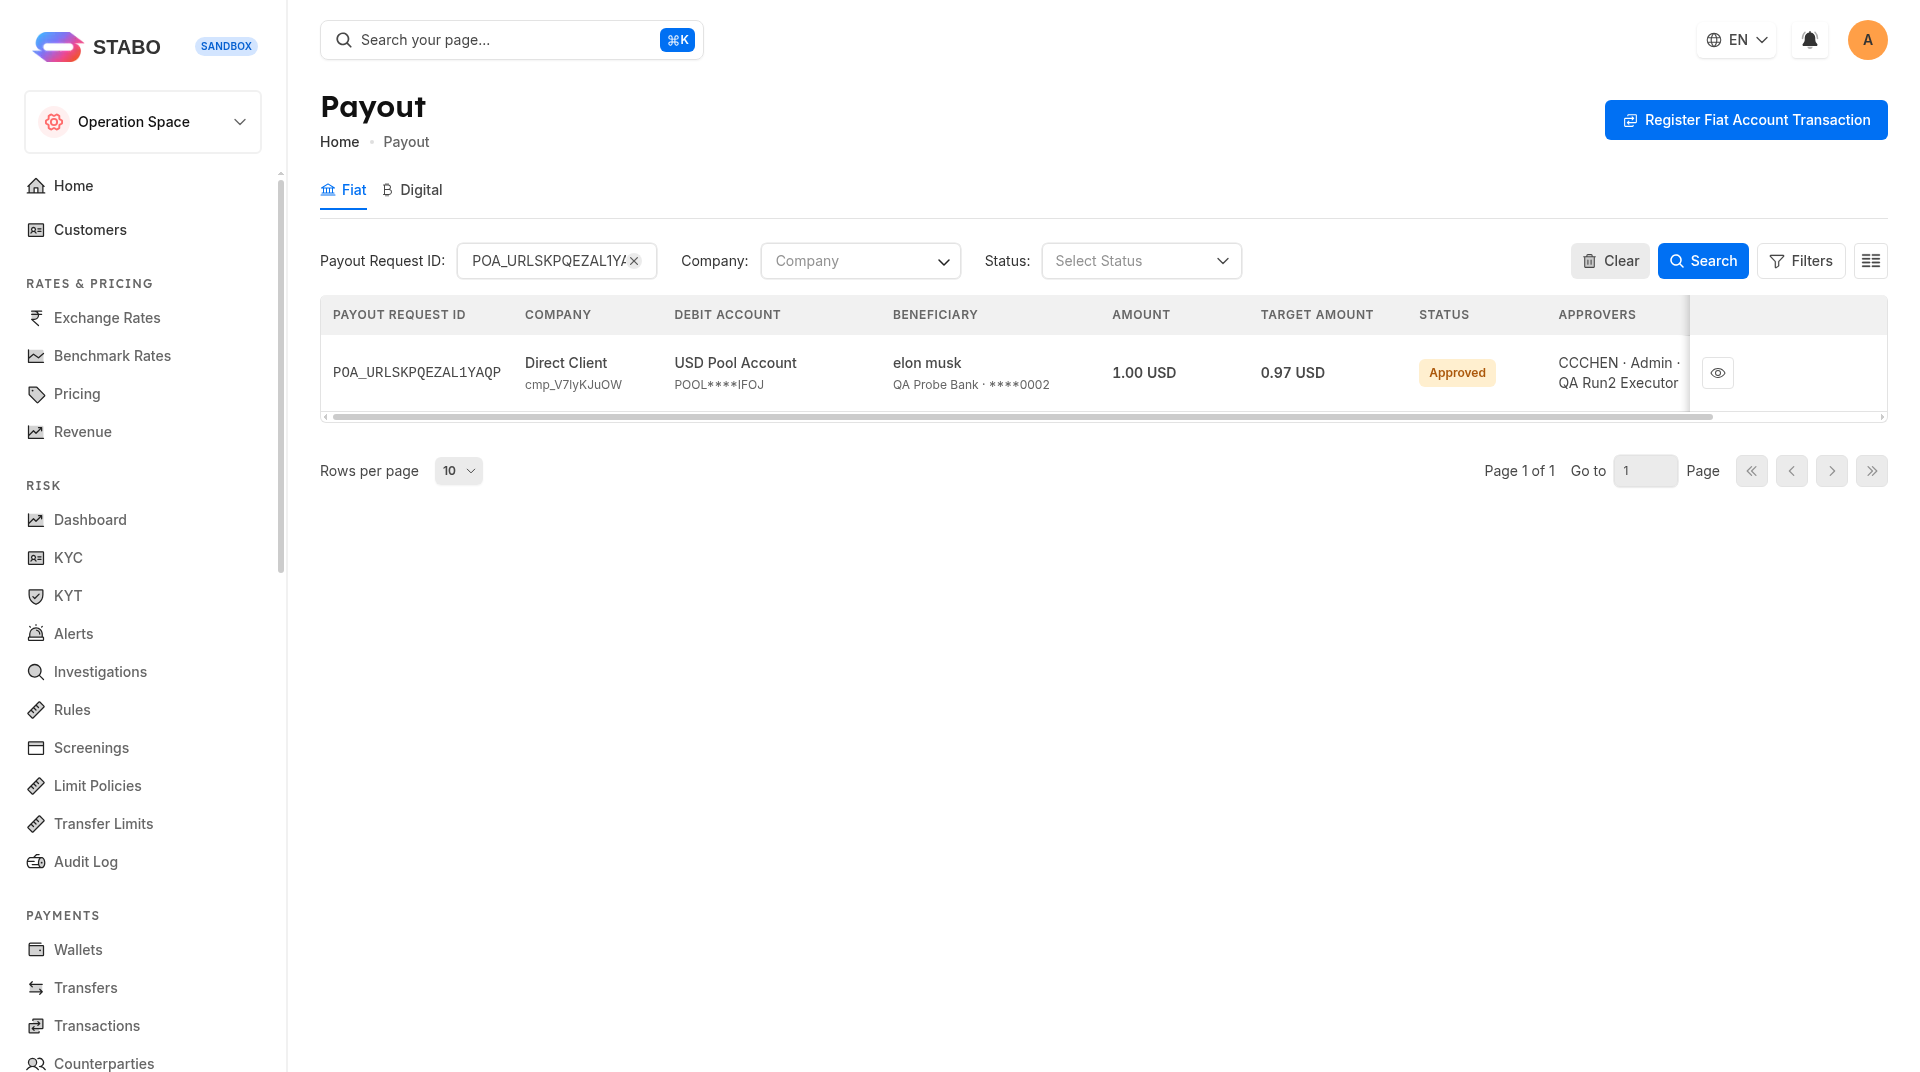 STABO
SANDBOX
Search your page...
⌘K
EN
A
Operation Space
Home
Customers
RATES & PRICING
Exchange Rates
Benchmark Rates
Pricing
Revenue
RISK
Dashboard
KYC
KYT
Alerts
Investigations
Rules
Screenings
Limit Policies
Transfer Limits
Audit Log
PAYMENTS
Wallets
Transfers
Transactions
Counterparties
Payout
Home • Payout
Register Fiat Account Transaction
Fiat Digital
Payout Request ID: POA_URLSKPQEZAL1YA Company: Company Status: Select Status Clear Search Filters
PAYOUT REQUEST ID COMPANY DEBIT ACCOUNT BENEFICIARY AMOUNT TARGET AMOUNT STATUS APPROVERS
POA_URLSKPQEZAL1YAQP
Direct Client
cmp_V7IyKJuOW
USD Pool Account
POOL****IFOJ
elon musk
QA Probe Bank · ****0002
1.00 USD
0.97 USD
Approved
CCCHEN · Admin ·
QA Run2 Executor
Rows per page 10
Page 1 of 1 Go to 1 Page